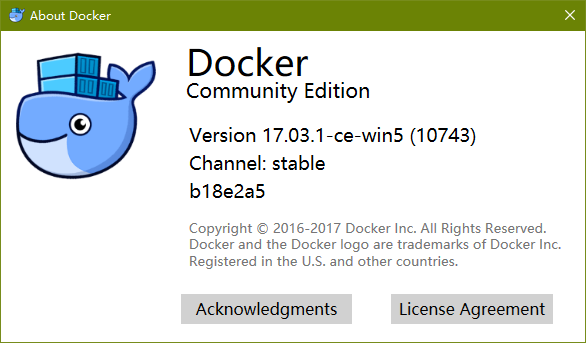 About Docker
Docker
Community Edition
Version 17.03.1-ce-win5 (10743)
Channel: stable
b18e2a5
Copyright © 2016-2017 Docker Inc. All Rights Reserved.
Docker and the Docker logo are trademarks of Docker Inc.
Registered in the U.S. and other countries.
Acknowledgments
License Agreement